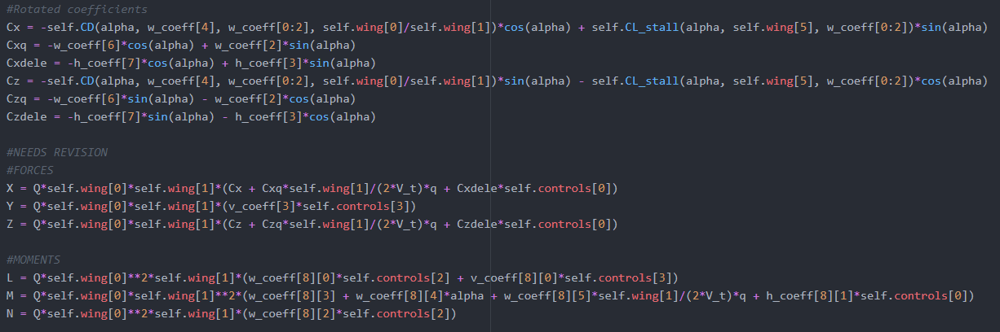 #Rotated coefficients
Cx = -self.CD(alpha, w_coeff[4], w_coeff[0:2], self.wing[0]/self.wing[1])*cos(alpha) + self.CL_stall(alpha, self.wing[5], w_coeff[0:2])*sin(alpha)
Cxq = -w_coeff[6]*cos(alpha) + w_coeff[2]*sin(alpha)
Cxdele = -h_coeff[7]*cos(alpha) + h_coeff[3]*sin(alpha)
Cz = -self.CD(alpha, w_coeff[4], w_coeff[0:2], self.wing[0]/self.wing[1])*sin(alpha) - self.CL_stall(alpha, self.wing[5], w_coeff[0:2])*cos(alpha)
Czq = -w_coeff[6]*sin(alpha) - w_coeff[2]*cos(alpha)
Czdele = -h_coeff[7]*sin(alpha) - h_coeff[3]*cos(alpha)
#NEEDS REVISION
#FORCES
X = Q*self.wing[0]*self.wing[1]*(Cx + Cxq*self.wing[1]/(2*V_t)*q + Cxdele*self.controls[0])
Y = Q*self.wing[0]*self.wing[1]*(v_coeff[3]*self.controls[3])
Z = Q*self.wing[0]*self.wing[1]*(Cz + Czq*self.wing[1]/(2*V_t)*q + Czdele*self.controls[0])
#MOMENTS
L = Q*self.wing[0]**2*self.wing[1]*(w_coeff[8][0]*self.controls[2] + v_coeff[8][0]*self.controls[3])
M = Q*self.wing[0]*self.wing[1]**2*(w_coeff[8][3] + w_coeff[8][4]*alpha + w_coeff[8][5]*self.wing[1]/(2*V_t)*q + h_coeff[8][1]*self.controls[0])
N = Q*self.wing[0]**2*self.wing[1]*(w_coeff[8][2]*self.controls[2])